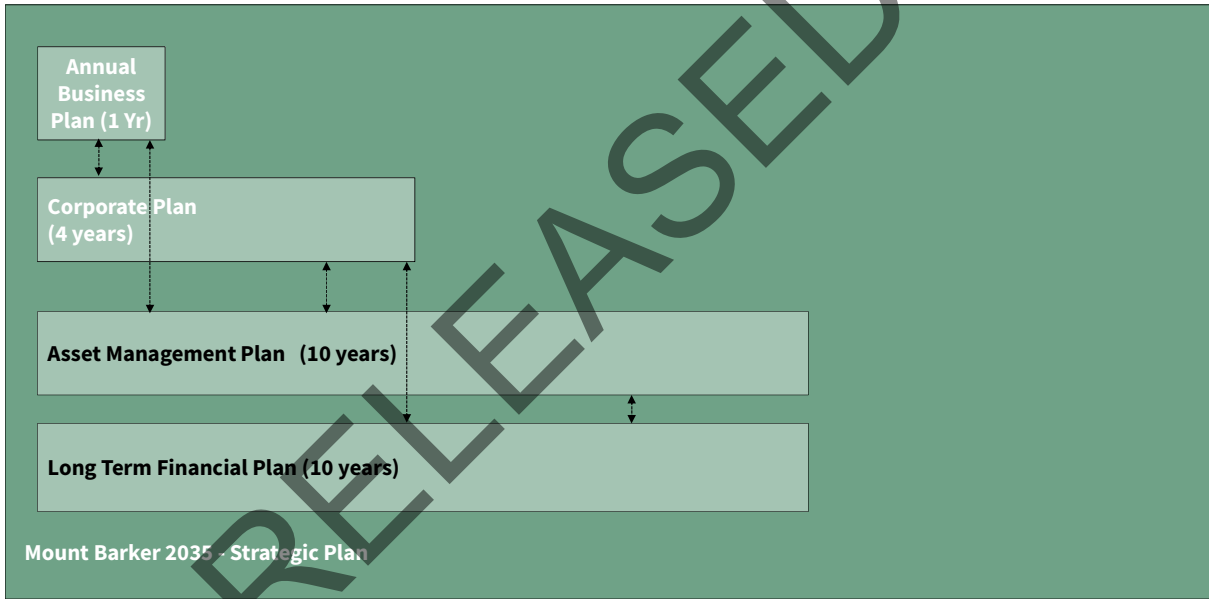 Annual
Business
Plan (1 Yr)
Corporate Plan
(4 years)
Asset Management Plan (10 years)
Long Term Financial Plan (10 years)
Mount Barker 2035 - Strategic Plan
RELEASED